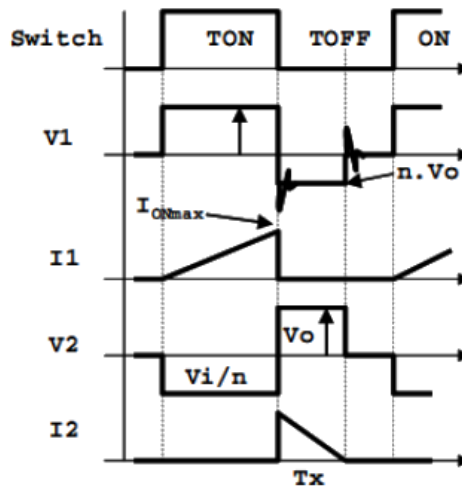 Switch TON TOFF ON
V1
n.Vo
IONmax
I1
V2 Vo
Vi/n
I2
Tx